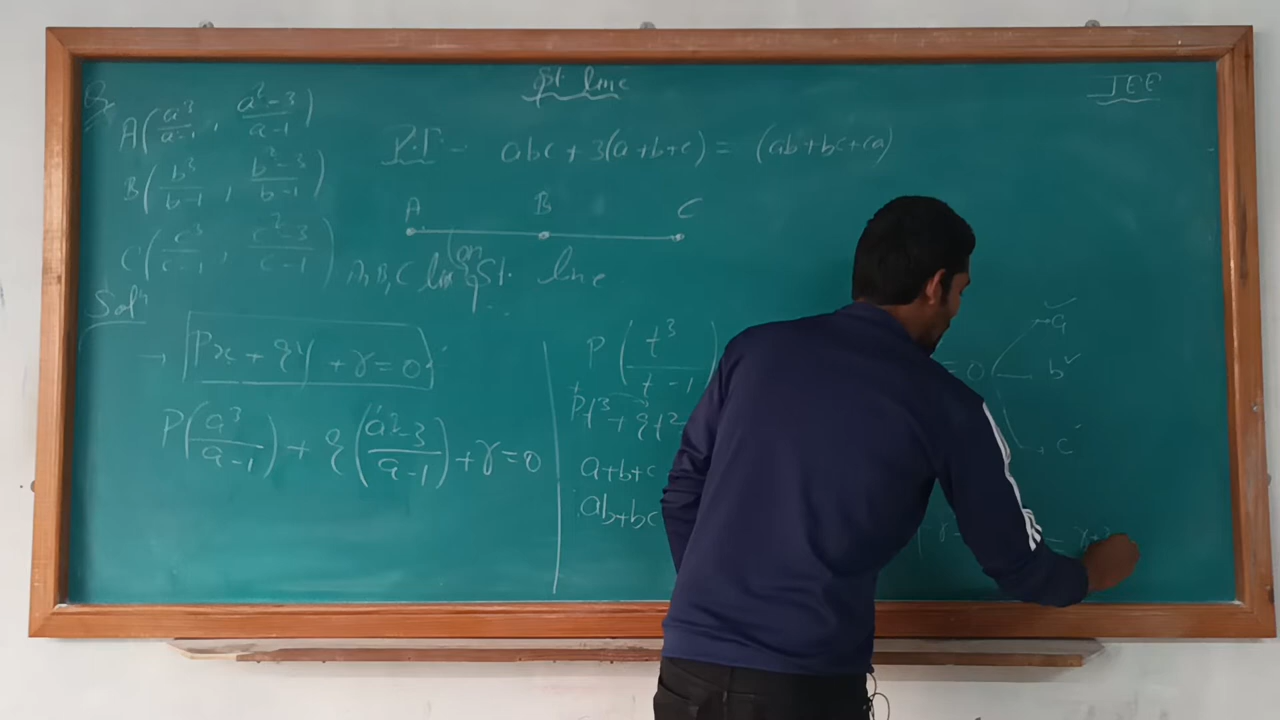 St. line
JEE
Q
A(a³/a-1, a²-3/a-1)
B(b³/b-1, b²-3/b-1)
C(c³/c-1, c²-3/c-1)
P.T - abc + 3(a+b+c) = (ab+bc+ca)
A B C
A, B, C lie on St. line
Solⁿ
→ Px + qy + r = 0
P(a³/a-1) + q(a²-3/a-1) + r = 0
P(t³/t-1)
= 0
a
b
c
Pt³ + qt²
a+b+c
ab+bc